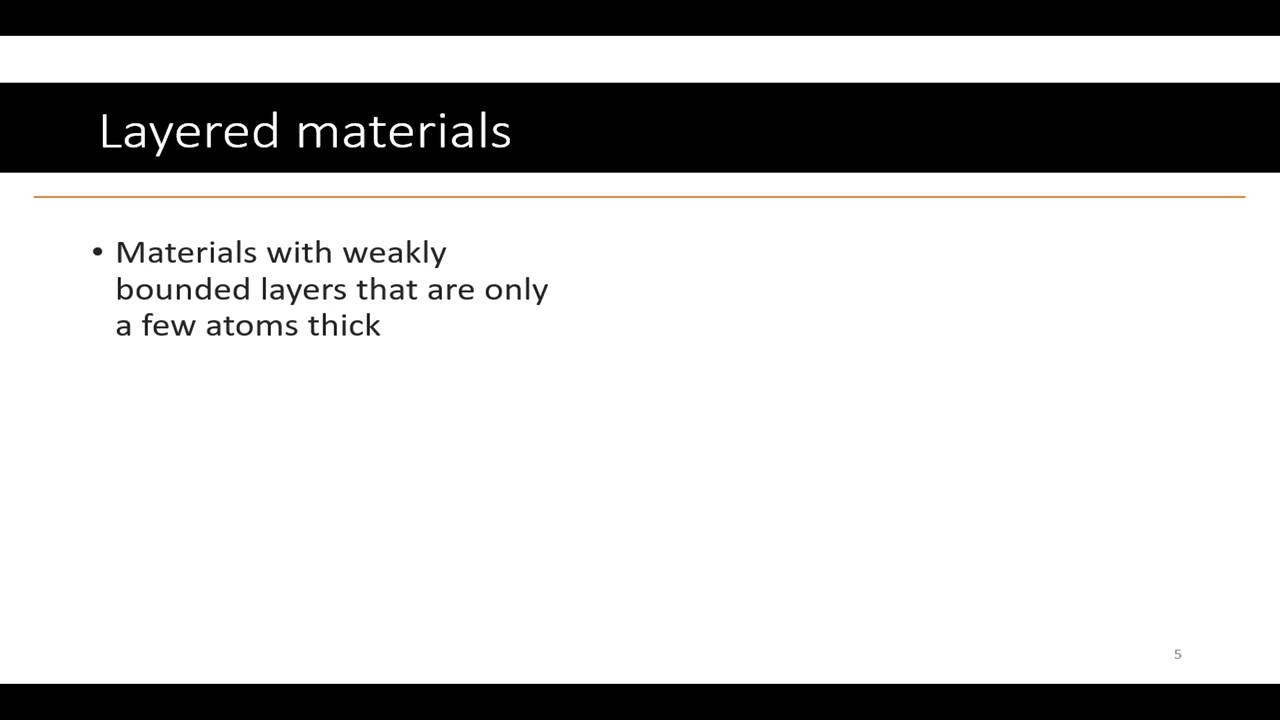 Layered materials
• Materials with weakly
bounded layers that are only
a few atoms thick
5